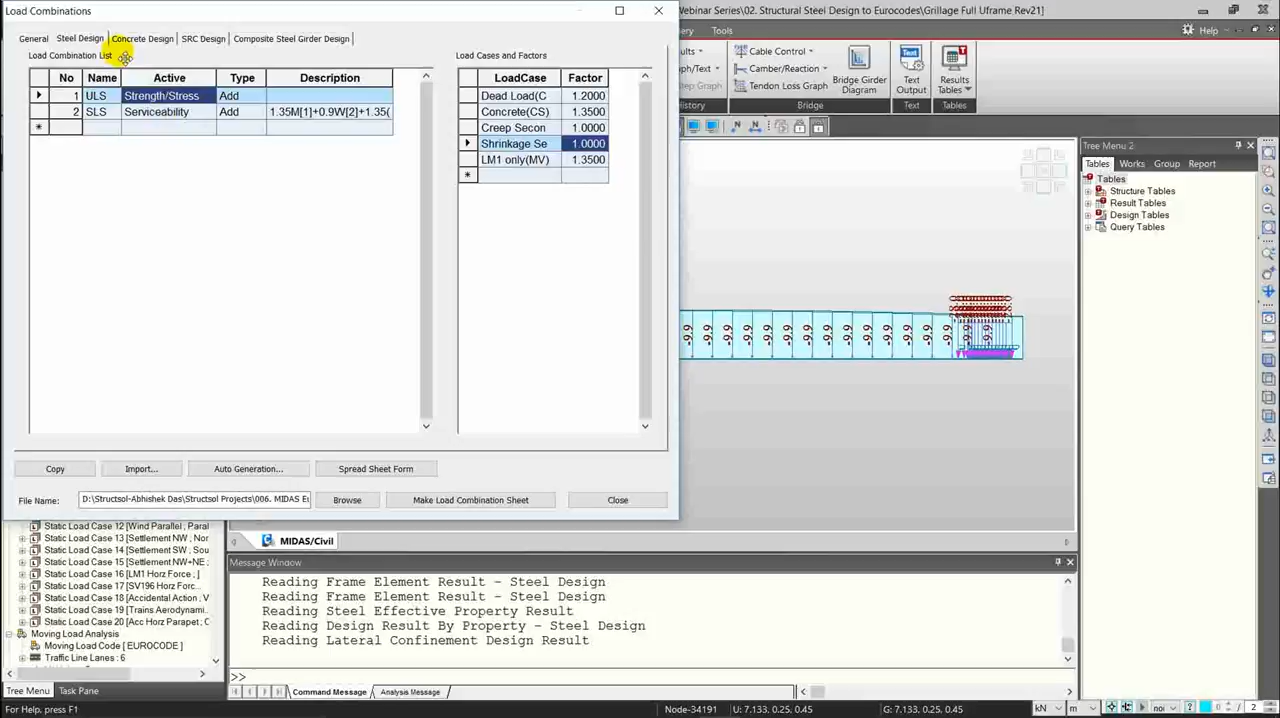 Load Combinations
Webinar Series\02. Structural Steel Design to Eurocodes\Grillage Full Uframe Rev21]
General Steel Design Concrete Design SRC Design Composite Steel Girder Design
Tools
Help
Load Combination List
Load Cases and Factors
No Name Active Type Description
1 ULS Strength/Stress Add
2 SLS Serviceability Add 1.35M[1]+0.9W[2]+1.35(
*
LoadCase Factor
Dead Load(C 1.2000
Concrete(CS) 1.3500
Creep Secon 1.0000
Shrinkage Se 1.0000
LM1 only(MV) 1.3500
*
Cable Control
Camber/Reaction
Tendon Loss Graph
Bridge Girder
Diagram
Text
Output
Results
Tables
Bridge Text Tables
Tree Menu 2
Tables Works Group Report
Tables
Structure Tables
Result Tables
Design Tables
Query Tables
Copy Import... Auto Generation... Spread Sheet Form
File Name: D:\Structsol-Abhishek Das\Structsol Projects\006. MIDAS Eu Browse Make Load Combination Sheet Close
Static Load Case 12 [Wind Parallel ; Paral
Static Load Case 13 [Settlement NW ; Nor
Static Load Case 14 [Settlement SW ; Sou
Static Load Case 15 [Settlement NW+NE ;
Static Load Case 16 [LM1 Horz Force ; ]
Static Load Case 17 [SV196 Horz Forc...
Static Load Case 18 [Accidental Action ; V
Static Load Case 19 [Trains Aerodynami..
Static Load Case 20 [Acc Horz Parapet ; C
Moving Load Analysis
Moving Load Code [ EUROCODE ]
Traffic Line Lanes : 6
Tree Menu Task Pane
MIDAS/Civil
Message Window
Reading Frame Element Result - Steel Design
Reading Frame Element Result - Steel Design
Reading Steel Effective Property Result
Reading Design Result By Property - Steel Design
Reading Lateral Confinement Design Result
>>
Command Message Analysis Message
For Help, press F1
Node-34191 U: 7.133, 0.25, 0.45 G: 7.133, 0.25, 0.45 kN m 2